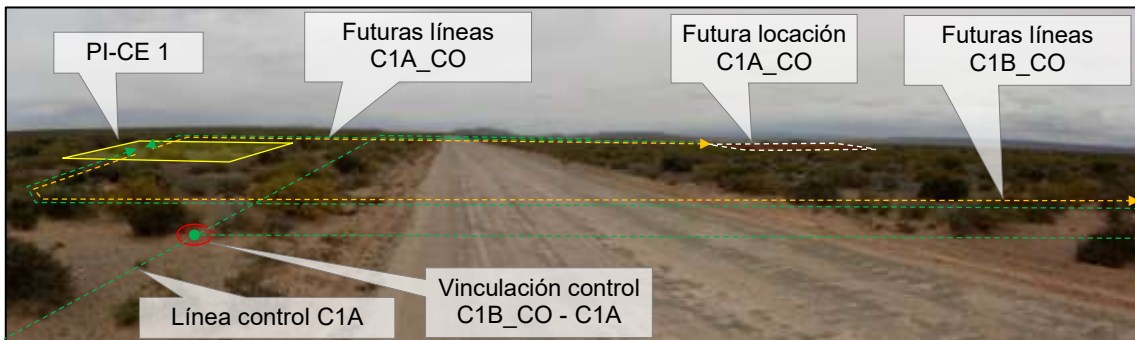 PI-CE 1
Futuras líneas
C1A_CO
Futura locación
C1A_CO
Futuras líneas
C1B_CO
Línea control C1A
Vinculación control
C1B_CO - C1A